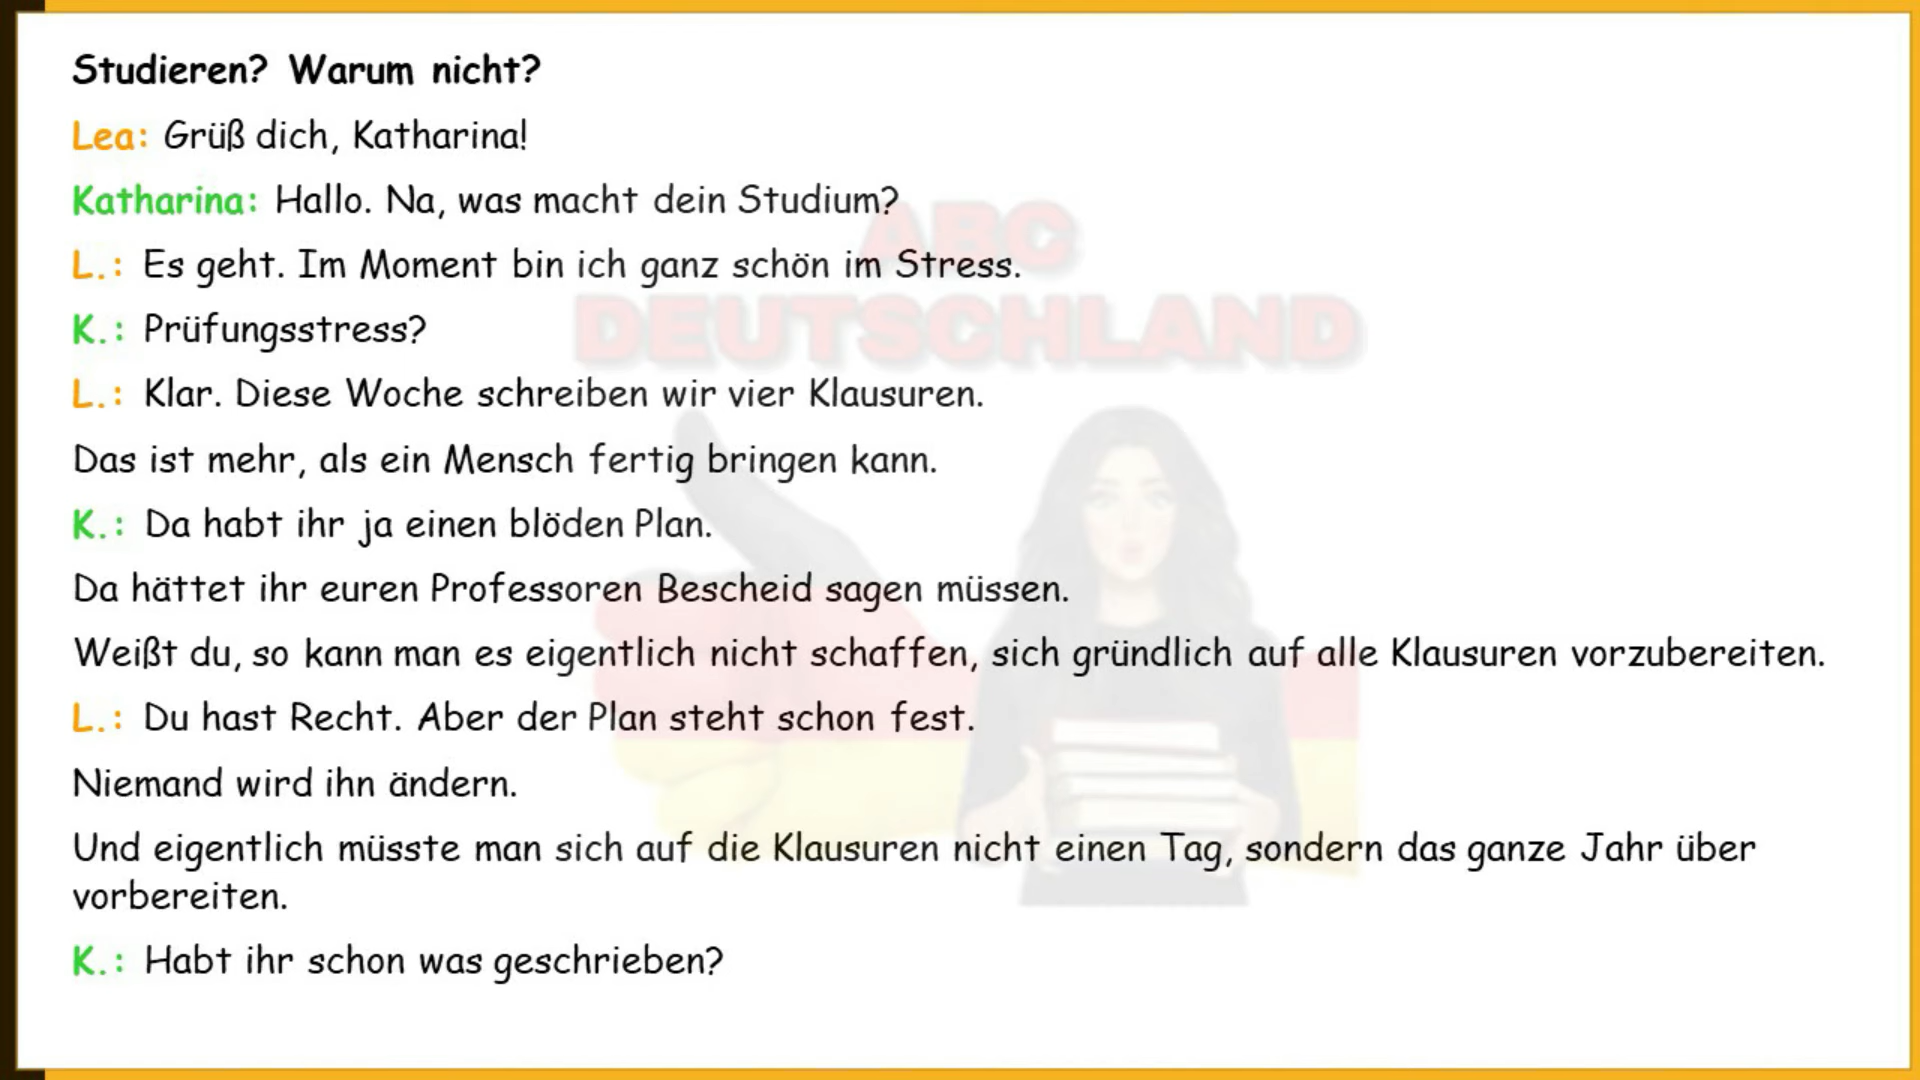 Studieren? Warum nicht?
Lea: Grüß dich, Katharina!
Katharina: Hallo. Na, was macht dein Studium?
L.: Es geht. Im Moment bin ich ganz schön im Stress.
K.: Prüfungsstress?
L.: Klar. Diese Woche schreiben wir vier Klausuren.
Das ist mehr, als ein Mensch fertig bringen kann.
K.: Da habt ihr ja einen blöden Plan.
Da hättet ihr euren Professoren Bescheid sagen müssen.
Weißt du, so kann man es eigentlich nicht schaffen, sich gründlich auf alle Klausuren vorzubereiten.
L.: Du hast Recht. Aber der Plan steht schon fest.
Niemand wird ihn ändern.
Und eigentlich müsste man sich auf die Klausuren nicht einen Tag, sondern das ganze Jahr über
vorbereiten.
K.: Habt ihr schon was geschrieben?
ABC
DEUTSCHLAND